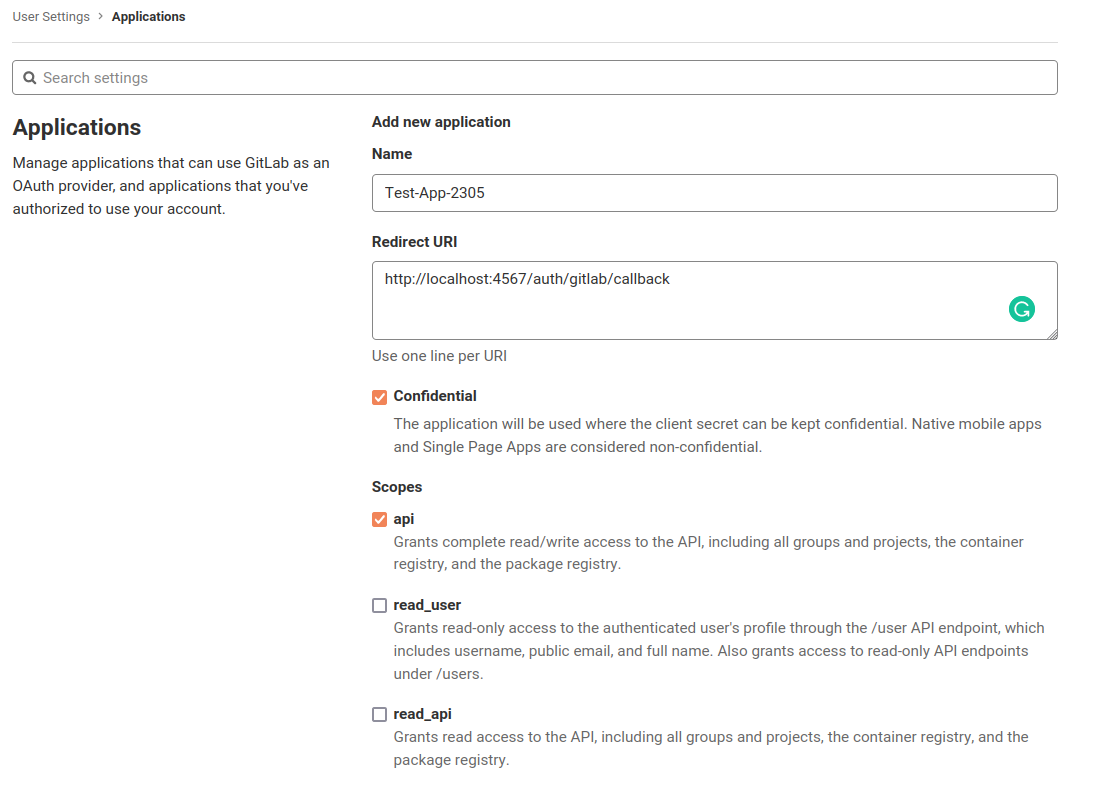 User Settings › Applications
Search settings
Applications
Manage applications that can use GitLab as an
OAuth provider, and applications that you've
authorized to use your account.
Add new application
Name
Test-App-2305
Redirect URI
http://localhost:4567/auth/gitlab/callback
Use one line per URI
Confidential
The application will be used where the client secret can be kept confidential. Native mobile apps
and Single Page Apps are considered non-confidential.
Scopes
api
Grants complete read/write access to the API, including all groups and projects, the container
registry, and the package registry.
read_user
Grants read-only access to the authenticated user's profile through the /user API endpoint, which
includes username, public email, and full name. Also grants access to read-only API endpoints
under /users.
read_api
Grants read access to the API, including all groups and projects, the container registry, and the
package registry.